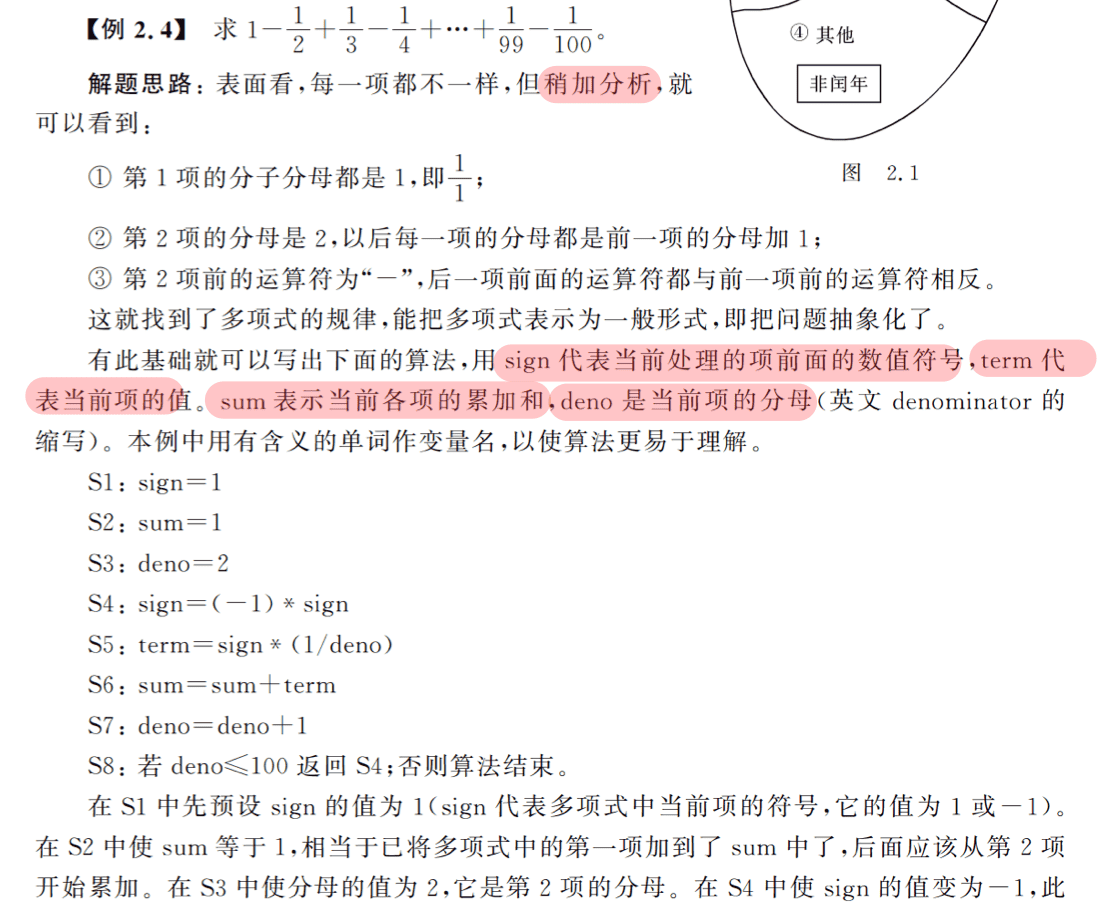 【例 2.4】 求 1−1/2+1/3−1/4+⋯+1/99−1/100。
解题思路：表面看，每一项都不一样，但稍加分析，就
可以看到：
① 第 1 项的分子分母都是 1，即1/1；
② 第 2 项的分母是 2，以后每一项的分母都是前一项的分母加 1；
③ 第 2 项前的运算符为“−”，后一项前面的运算符都与前一项前的运算符相反。
④ 其他
非闰年
图 2.1
这就找到了多项式的规律，能把多项式表示为一般形式，即把问题抽象化了。
有此基础就可以写出下面的算法，用 sign 代表当前处理的项前面的数值符号，term 代
表当前项的值。sum 表示当前各项的累加和，deno 是当前项的分母（英文 denominator 的
缩写）。本例中用有含义的单词作变量名，以使算法更易于理解。
S1：sign=1
S2：sum=1
S3：deno=2
S4：sign=(−1) * sign
S5：term=sign * (1/deno)
S6：sum=sum+term
S7：deno=deno+1
S8：若 deno≤100 返回 S4；否则算法结束。
在 S1 中先预设 sign 的值为 1（sign 代表多项式中当前项的符号，它的值为 1 或−1）。
在 S2 中使 sum 等于 1，相当于已将多项式中的第一项加到了 sum 中了，后面应该从第 2 项
开始累加。在 S3 中使分母的值为 2，它是第 2 项的分母。在 S4 中使 sign 的值变为−1，此